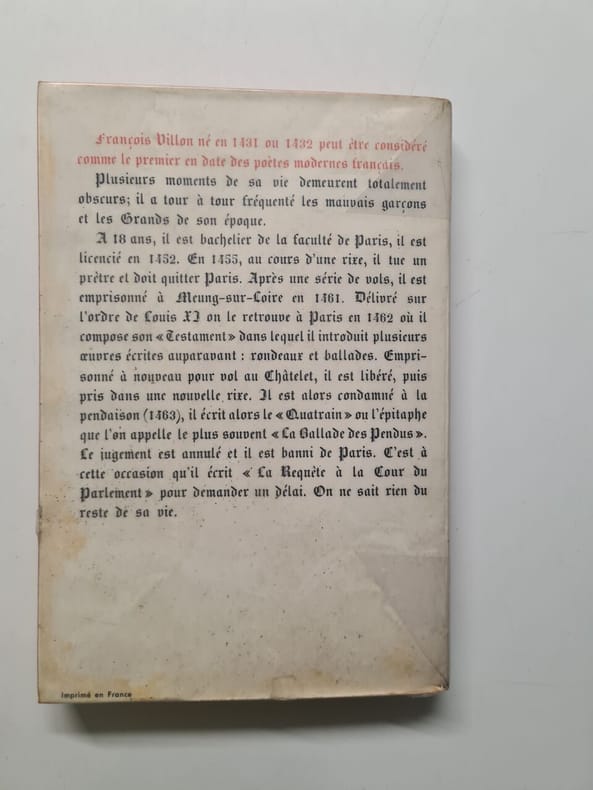 François Villon né en 1431 ou 1432 peut être considéré
comme le premier en date des poètes modernes français.
Plusieurs moments de sa vie demeurent totalement
obscurs; il a tour à tour fréquenté les mauvais garçons
et les Grands de son époque.
A 18 ans, il est bachelier de la faculté de Paris, il est
licencié en 1452. En 1455, au cours d'une rixe, il tue un
prêtre et doit quitter Paris. Après une série de vols, il est
emprisonné à Meung-sur-Loire en 1461. Délivré sur
l'ordre de Louis XI on le retrouve à Paris en 1462 où il
compose son « Testament » dans lequel il introduit plusieurs
œuvres écrites auparavant : rondeaux et ballades. Empri-
sonné à nouveau pour vol au Châtelet, il est libéré, puis
pris dans une nouvelle rixe. Il est alors condamné à la
pendaison (1463), il écrit alors le « Quatrain » ou l'épitaphe
que l'on appelle le plus souvent « La Ballade des Pendus ».
Le jugement est annulé et il est banni de Paris. C'est à
cette occasion qu'il écrit « La Requête à la Cour du
Parlement » pour demander un délai. On ne sait rien du
reste de sa vie.
Imprimé en France